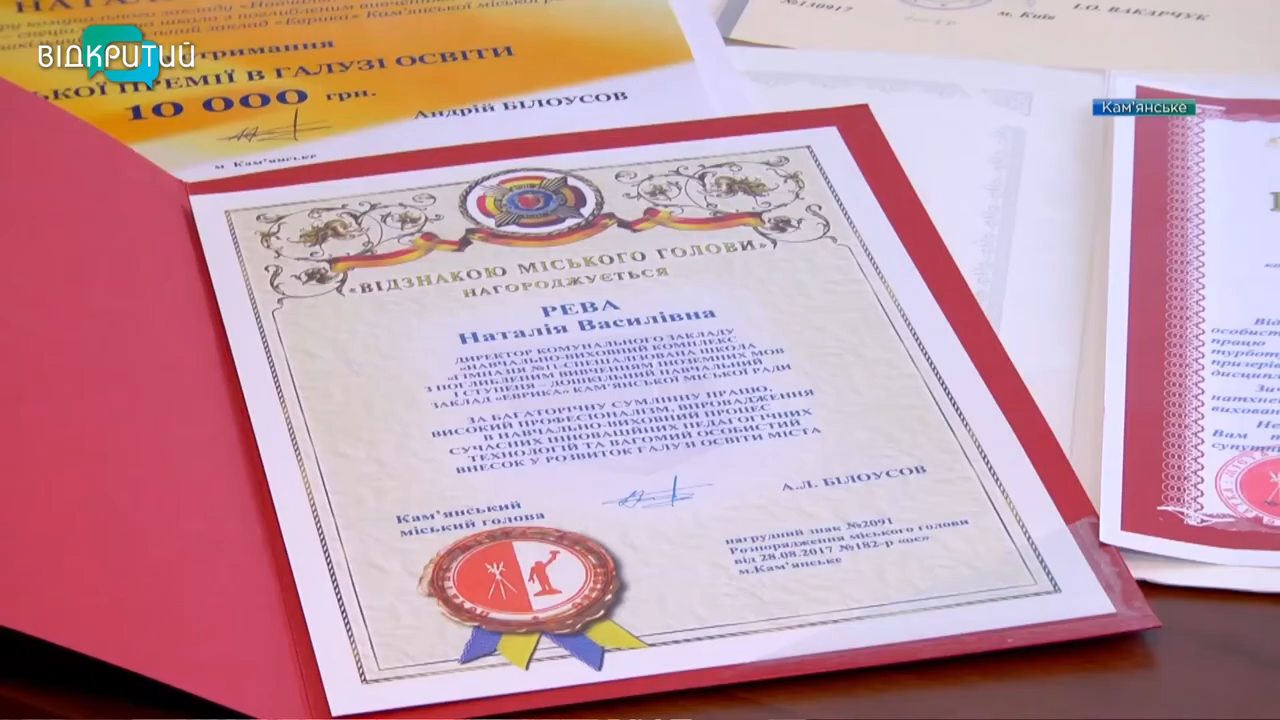 ВІДКРИТИЙ
Кам'янське
ПРЕМІЇ В ГАЛУЗІ ОСВІТИ
10 000 грн.
Андрій БІЛОУСОВ
м Кам'янське
№130917
м. Київ
І.О. ВАКАРЧУК
«ВІДЗНАКОЮ МІСЬКОГО ГОЛОВИ»
НАГОРОДЖУЄТЬСЯ
РЕВА
Наталія Василівна
ДИРЕКТОР КОМУНАЛЬНОГО ЗАКЛАДУ
«НАВЧАЛЬНО-ВИХОВНИЙ КОМПЛЕКС
«ГІМНАЗІЯ №11-СПЕЦІАЛІЗОВАНА ШКОЛА
З ПОГЛИБЛЕНИМ ВИВЧЕННЯМ ІНОЗЕМНИХ МОВ
І СТУПЕНЯ – ДОШКІЛЬНИЙ НАВЧАЛЬНИЙ
ЗАКЛАД «ЕВРИКА» КАМ'ЯНСЬКОЇ МІСЬКОЇ РАДИ
ЗА БАГАТОРІЧНУ СУМЛІННУ ПРАЦЮ,
ВИСОКИЙ ПРОФЕСІОНАЛІЗМ, ВПРОВАДЖЕННЯ
В НАВЧАЛЬНО-ВИХОВНИЙ ПРОЦЕС
СУЧАСНИХ ІННОВАЦІЙНИХ ПЕДАГОГІЧНИХ
ТЕХНОЛОГІЙ ТА ВАГОМИЙ ОСОБИСТИЙ
ВНЕСОК У РОЗВИТОК ГАЛУЗІ ОСВІТИ МІСТА
Кам'янський
міський голова
А.Л. БІЛОУСОВ
нагрудний знак №2091
Розпорядження міського голови
від 28.08.2017 №182-р «ос»
м.Кам'янське
працю